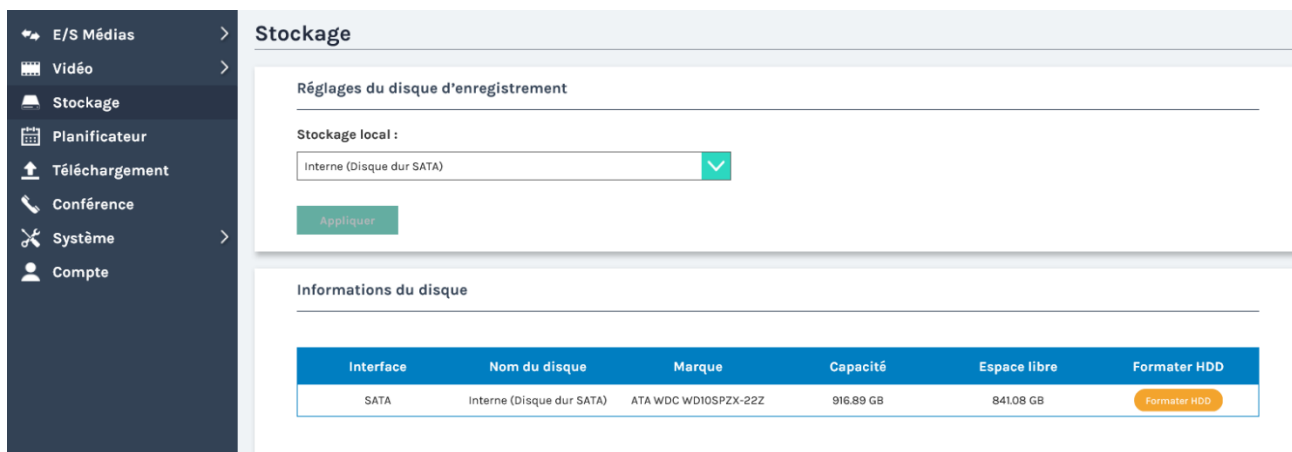 E/S Médias
Vidéo
Stockage
Planificateur
Téléchargement
Conférence
Système
Compte
Stockage
Réglages du disque d'enregistrement
Stockage local :
Interne (Disque dur SATA)
Appliquer
Informations du disque
Interface Nom du disque Marque Capacité Espace libre Formater HDD
SATA Interne (Disque dur SATA) ATA WDC WD10SPZX-22Z 916.89 GB 841.08 GB Formater HDD